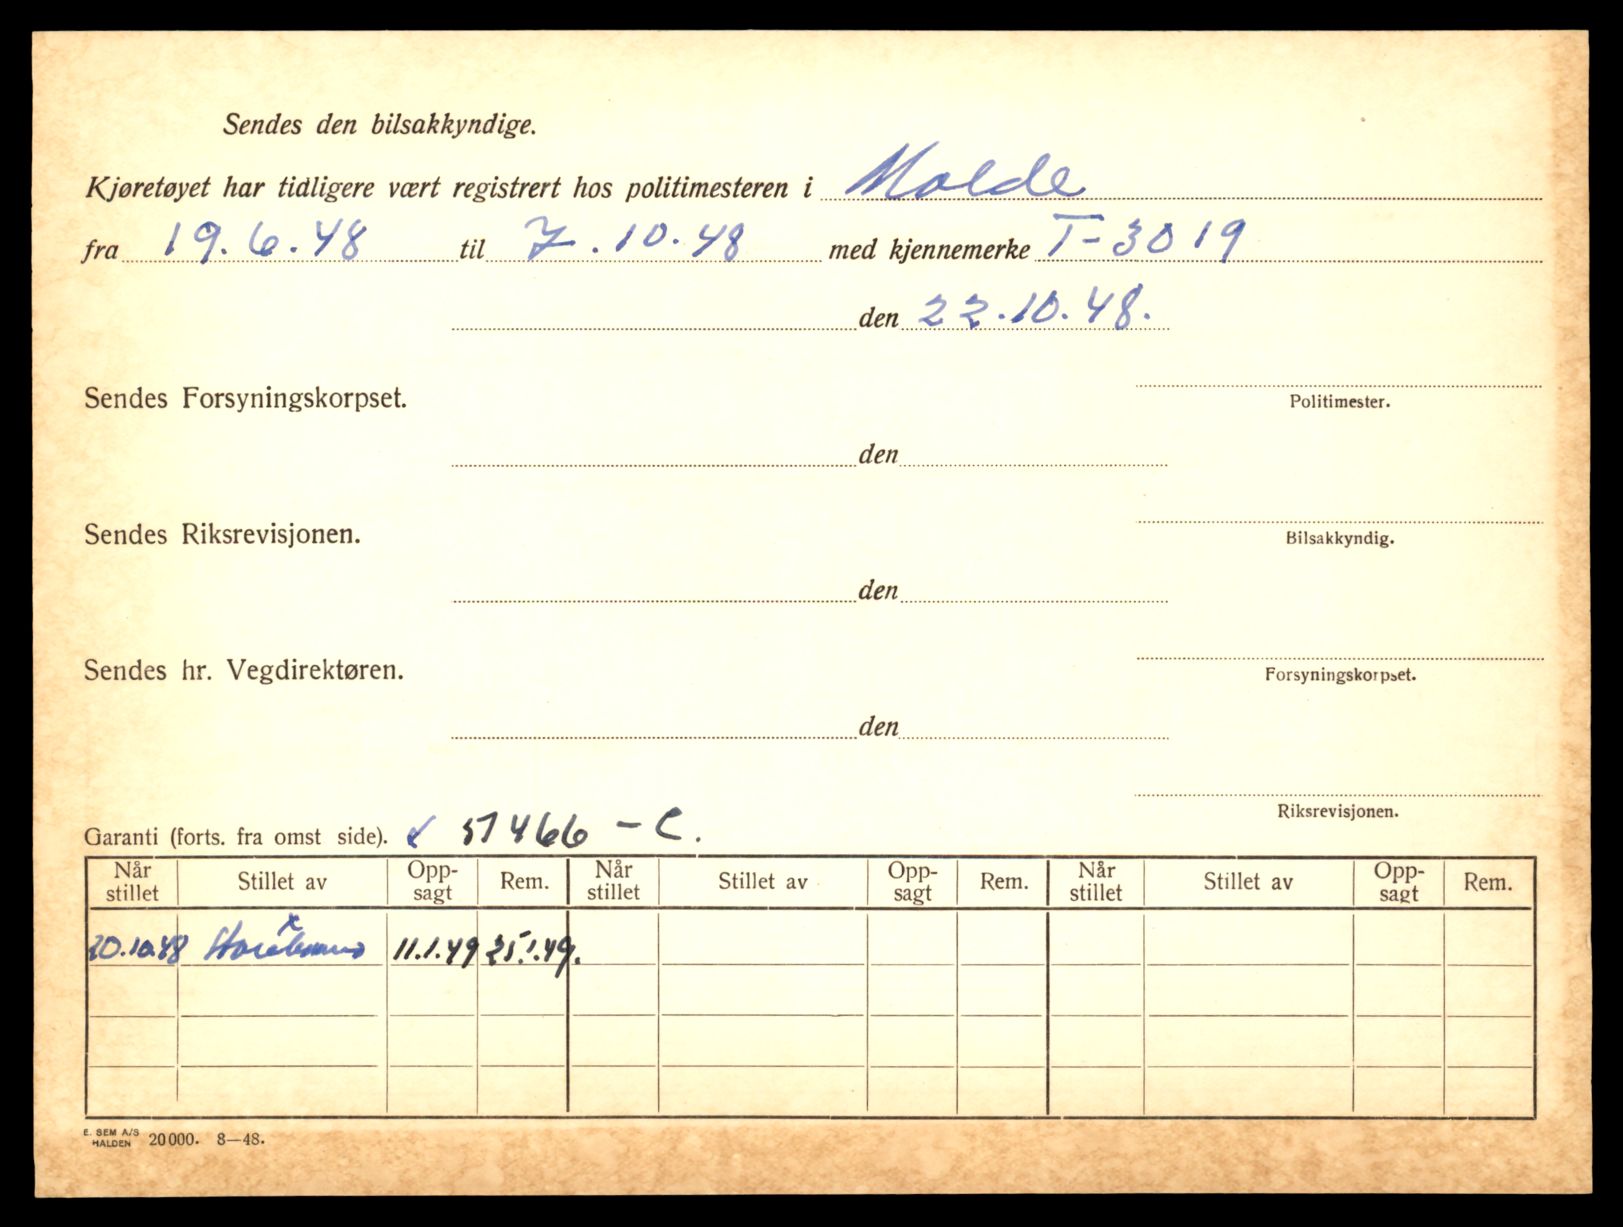 Sendes den bilsakkyndige.
Kjøretøyet har tidligere vært registrert hos politimesteren i Molde
fra 19.6.48 til 7.10.48 med kjennemerke T-3019
den 22.10.48.
Sendes Forsyningskorpset.
Politimester.
den
Sendes Riksrevisjonen.
Bilsakkyndig.
den
Sendes hr. Vegdirektøren.
Forsyningskorpset.
den
Riksrevisjonen.
Garanti (forts. fra omst side). 57466 - C.
Når stillet Stillet av Opp-sagt Rem. Når stillet Stillet av Opp-sagt Rem. Når stillet Stillet av Opp-sagt Rem.
20.10.48 Storebrand 11.1.49 25.1.49.
E. SEM A/S
HALDEN 20000. 8—48.